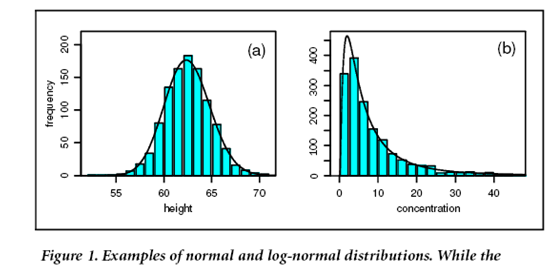 (a)
frequency
200
150
100
50
0
55 60 65 70
height
(b)
400
300
200
100
0
0 10 20 30 40
concentration
Figure 1. Examples of normal and log-normal distributions. While the